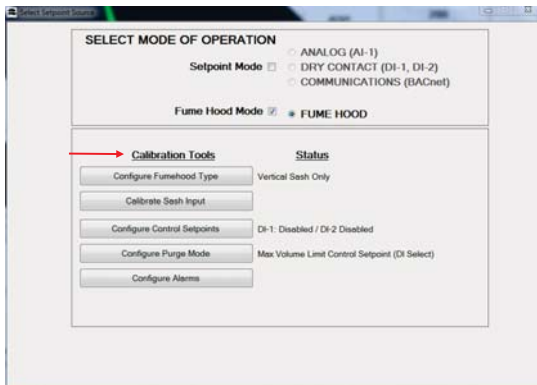 Select Setpoint Source
SELECT MODE OF OPERATION
ANALOG (AI-1)
Setpoint Mode DRY CONTACT (DI-1, DI-2)
COMMUNICATIONS (BACnet)
Fume Hood Mode FUME HOOD
Calibration Tools Status
Configure Fumehood Type Vertical Sash Only
Calibrate Sash Input
Configure Control Setpoints DI-1: Disabled / DI-2 Disabled
Configure Purge Mode Max Volume Limit Control Setpoint (DI Select)
Configure Alarms